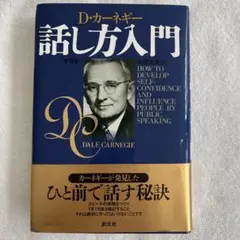 D・カーネギー
話し方入門
HOW TO
DEVELOP
SELF-
CONFIDENCE
AND
INFLUENCE
PEOPLE BY
PUBLIC
SPEAKING
DC
DALE CARNEGIE
カーネギーが発見した
ひと前で話す秘訣
創元社